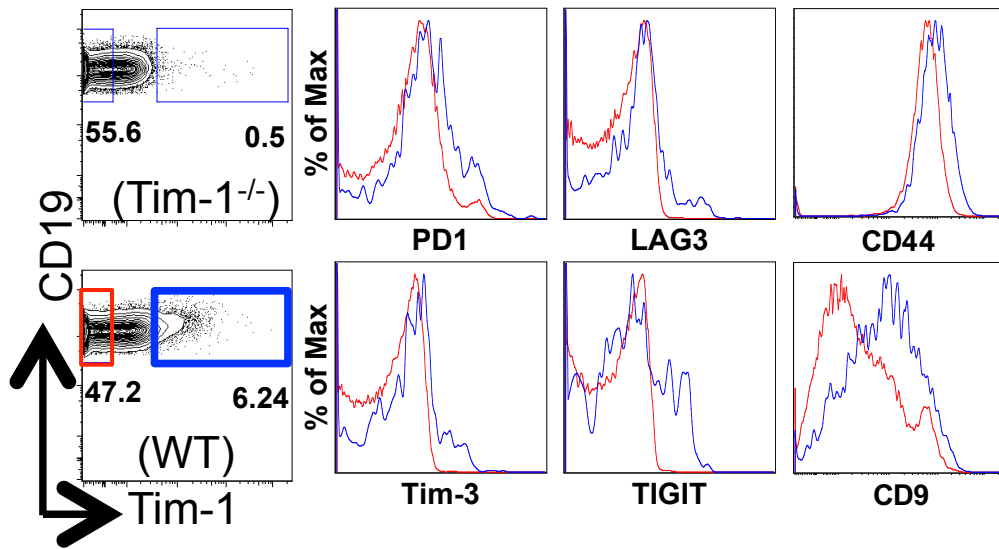 55.6
0.5
(Tim-1-/-)
CD19
47.2
6.24
(WT)
Tim-1
% of Max
PD1
LAG3
CD44
% of Max
Tim-3
TIGIT
CD9